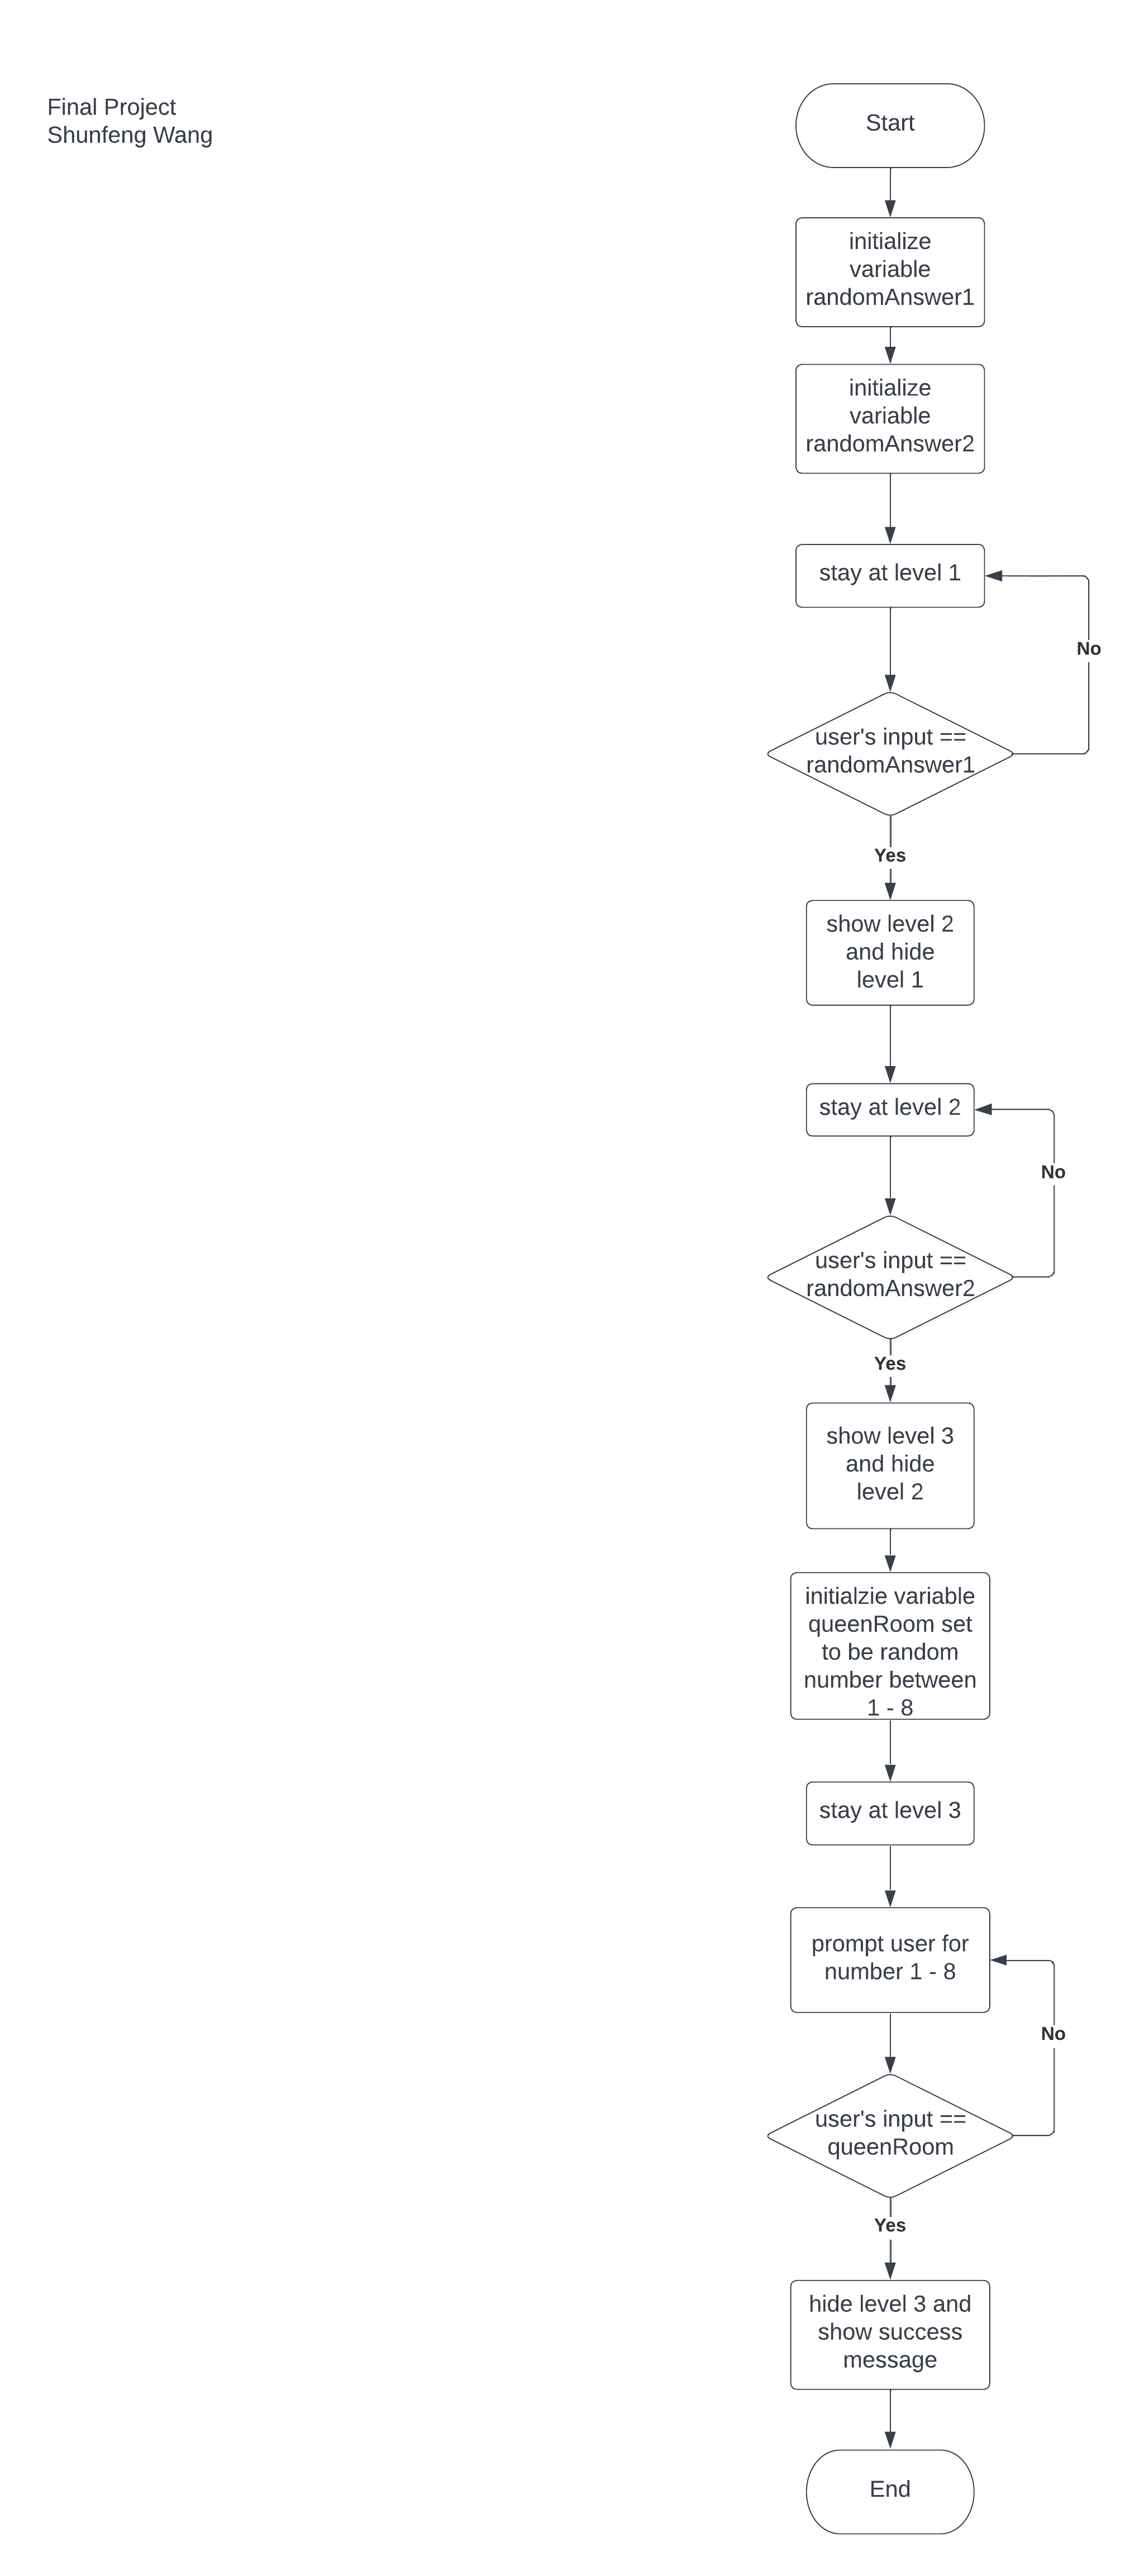 Final Project
Shunfeng Wang
Start
initialize
variable
randomAnswer1
initialize
variable
randomAnswer2
stay at level 1
No
user's input ==
randomAnswer1
Yes
show level 2
and hide
level 1
stay at level 2
No
user's input ==
randomAnswer2
Yes
show level 3
and hide
level 2
initialzie variable
queenRoom set
to be random
number between
1 - 8
stay at level 3
prompt user for
number 1 - 8
No
user's input ==
queenRoom
Yes
hide level 3 and
show success
message
End